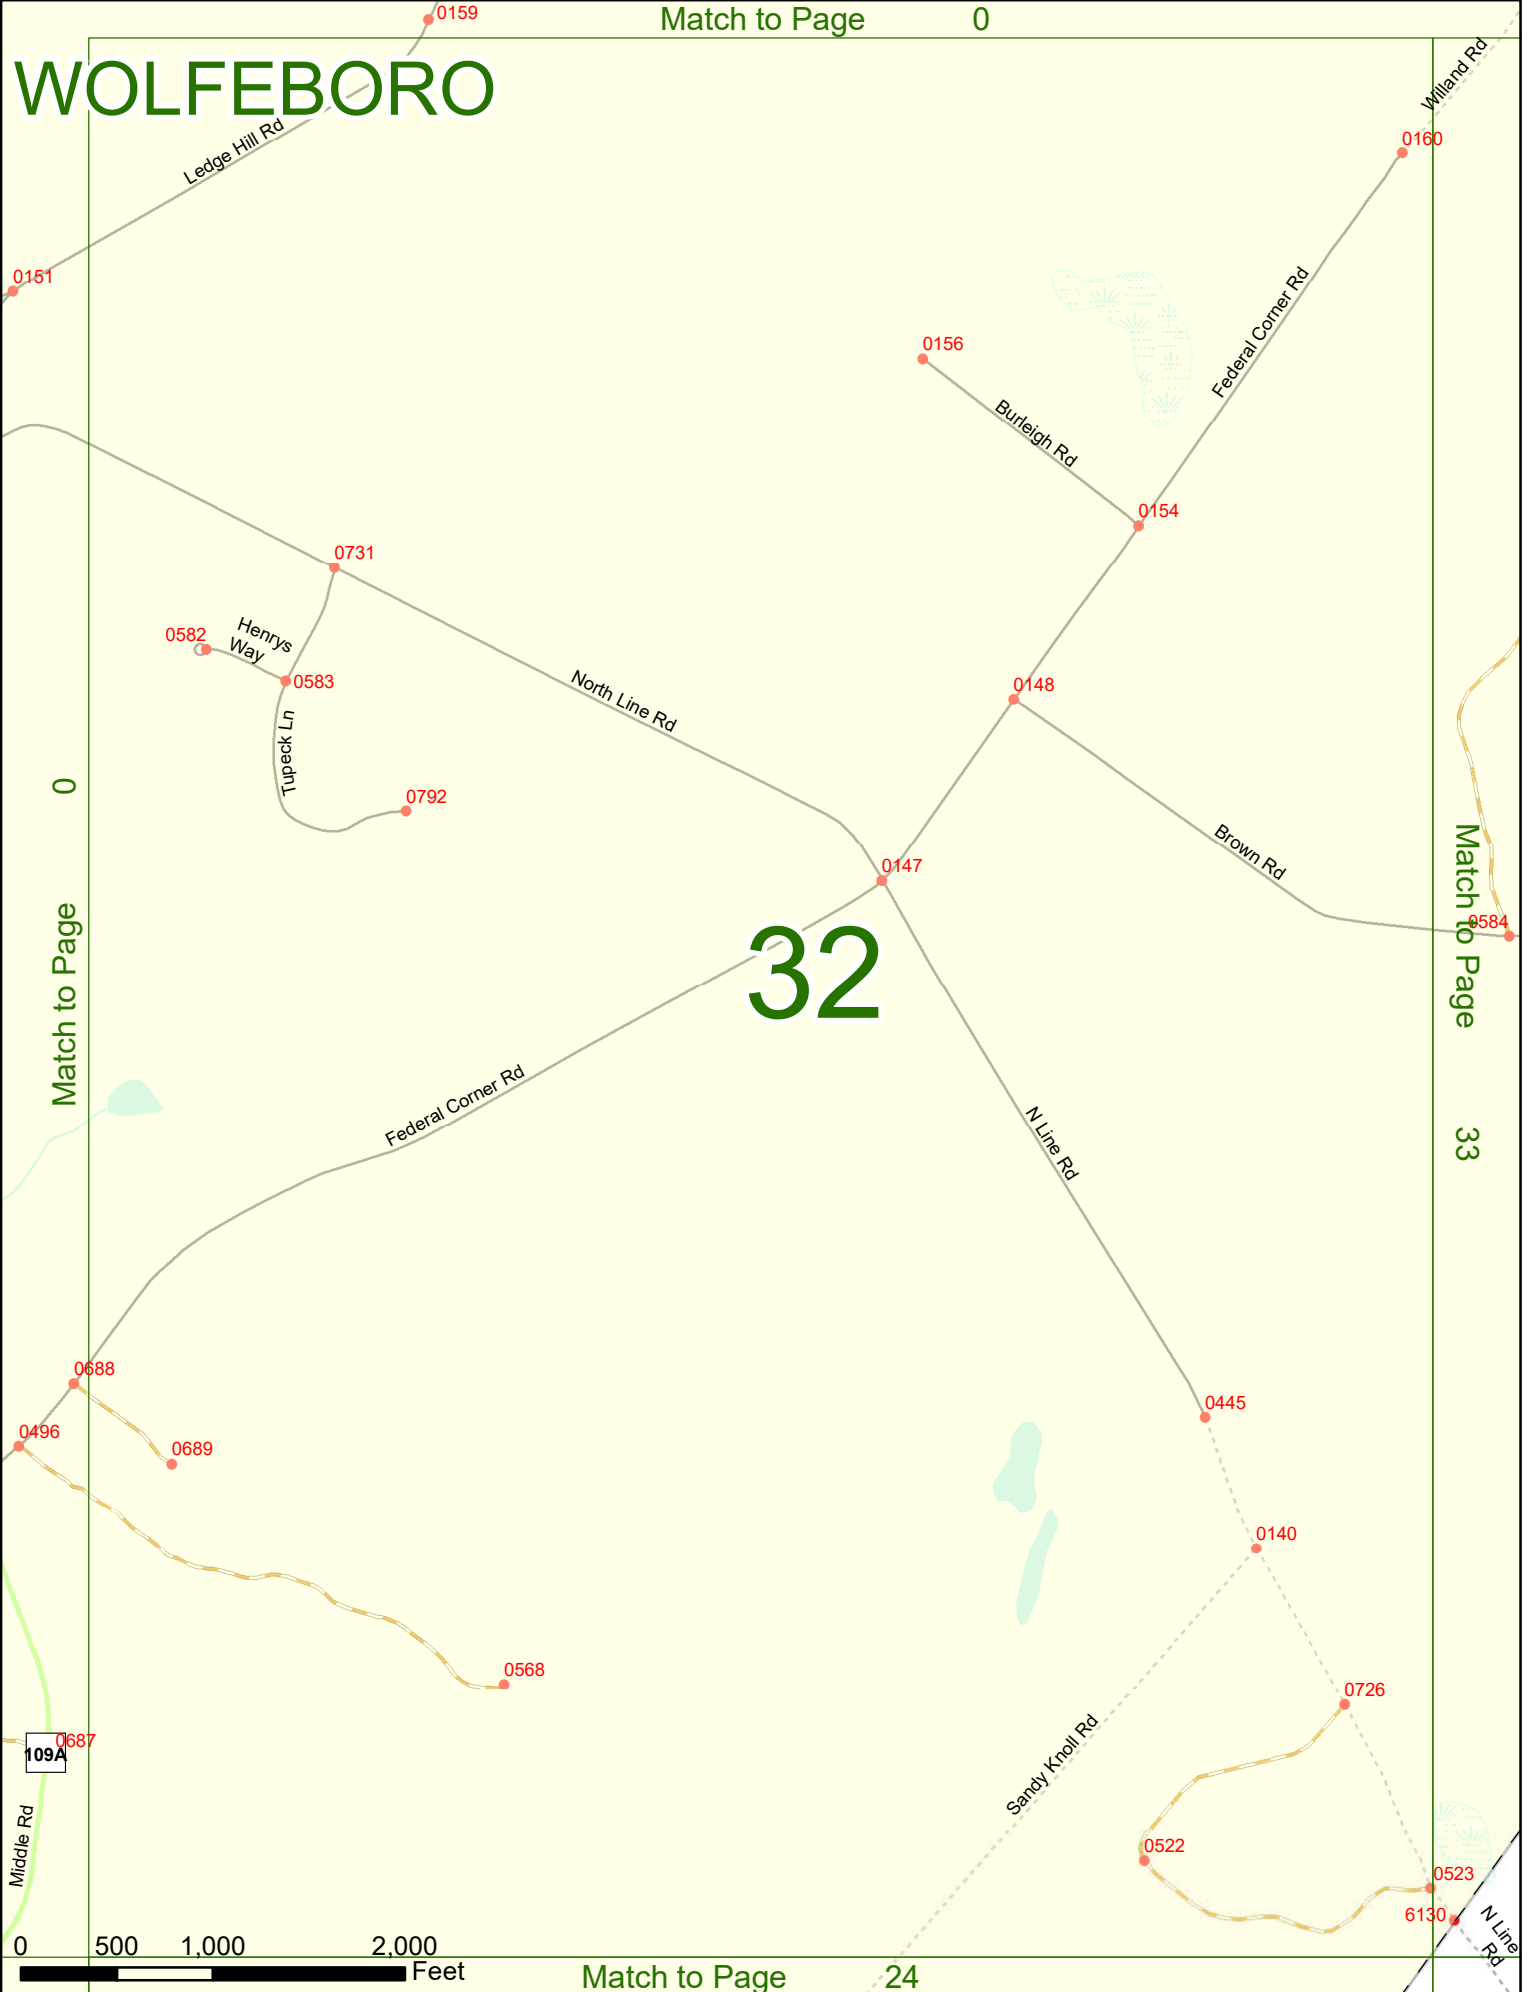 0159
Match to Page 0
WOLFEBORO
Willand Rd
0160
Ledge Hill Rd
0151
Federal Corner Rd
0156
Burleigh Rd
0154
0731
Henrys
Way
0582
0583
North Line Rd
0148
Tupeck Ln
0
0792
Brown Rd
0147
0584
Match to Page
Match to Page
32
Federal Corner Rd
N Line Rd
33
0688
0445
0496
0689
0140
0568
0726
0687
109A
Sandy Knoll Rd
Middle Rd
0522
0523
6130
N Line
Rd
0 500 1,000 2,000
Feet
Match to Page 24